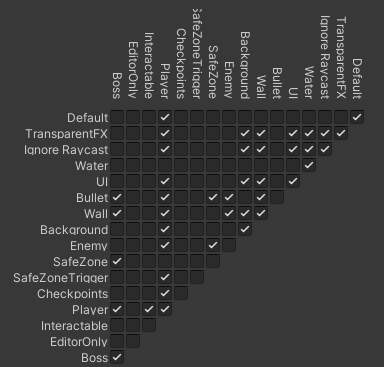 Boss
EditorOnly
Interactable
Player
Checkpoints
SafeZoneTrigger
SafeZone
Enemy
Background
Wall
Bullet
UI
Water
Ignore Raycast
TransparentFX
Default
Default
TransparentFX
Ignore Raycast
Water
UI
Bullet
Wall
Background
Enemy
SafeZone
SafeZoneTrigger
Checkpoints
Player
Interactable
EditorOnly
Boss